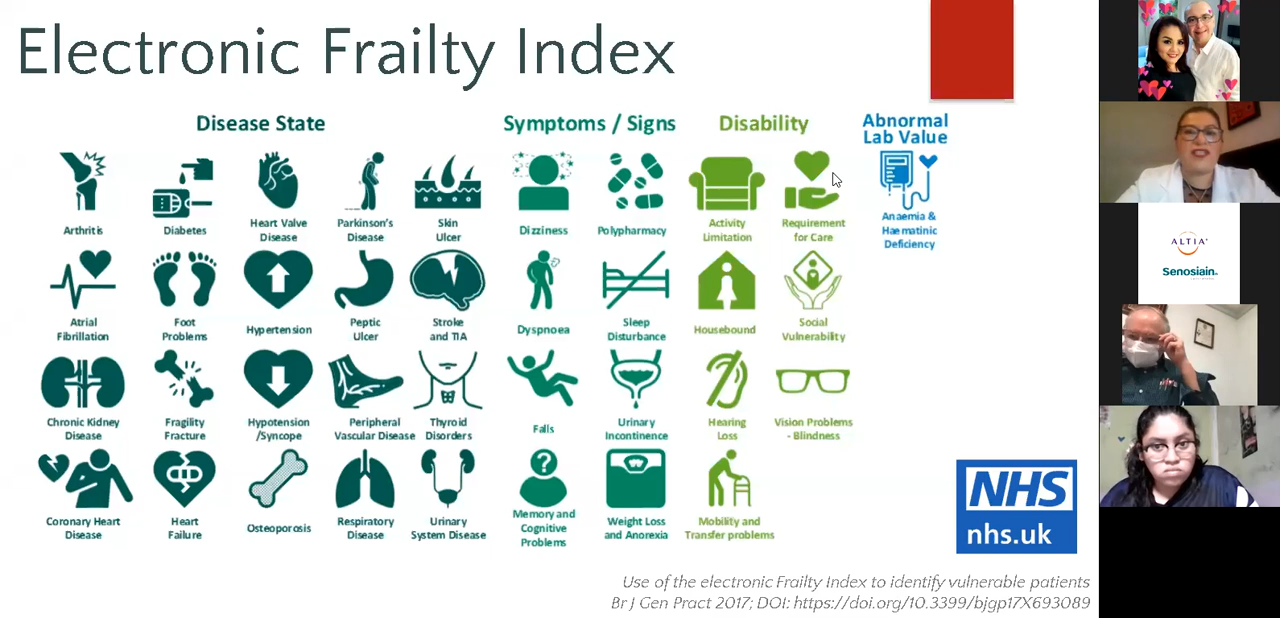 Electronic Frailty Index
Disease State
Symptoms / Signs
Disability
Abnormal
Lab Value
Arthritis
Diabetes
Heart Valve
Disease
Parkinson's
Disease
Skin
Ulcer
Dizziness
Polypharmacy
Activity
Limitation
Requirement
for Care
Anaemia &
Haematinic
Deficiency
Atrial
Fibrillation
Foot
Problems
Hypertension
Peptic
Ulcer
Stroke
and TIA
Dyspnoea
Sleep
Disturbance
Housebound
Social
Vulnerability
Chronic Kidney
Disease
Fragility
Fracture
Hypotension
/Syncope
Peripheral
Vascular Disease
Thyroid
Disorders
Falls
Urinary
Incontinence
Hearing
Loss
Vision Problems
- Blindness
Coronary Heart
Disease
Heart
Failure
Osteoporosis
Respiratory
Disease
Urinary
System Disease
?
Memory and
Cognitive
Problems
Weight Loss
and Anorexia
Mobility and
Transfer problems
NHS
nhs.uk
Use of the electronic Frailty Index to identify vulnerable patients
Br J Gen Pract 2017; DOI: https://doi.org/10.3399/bjgp17X693089
ALTIA
Senosiain